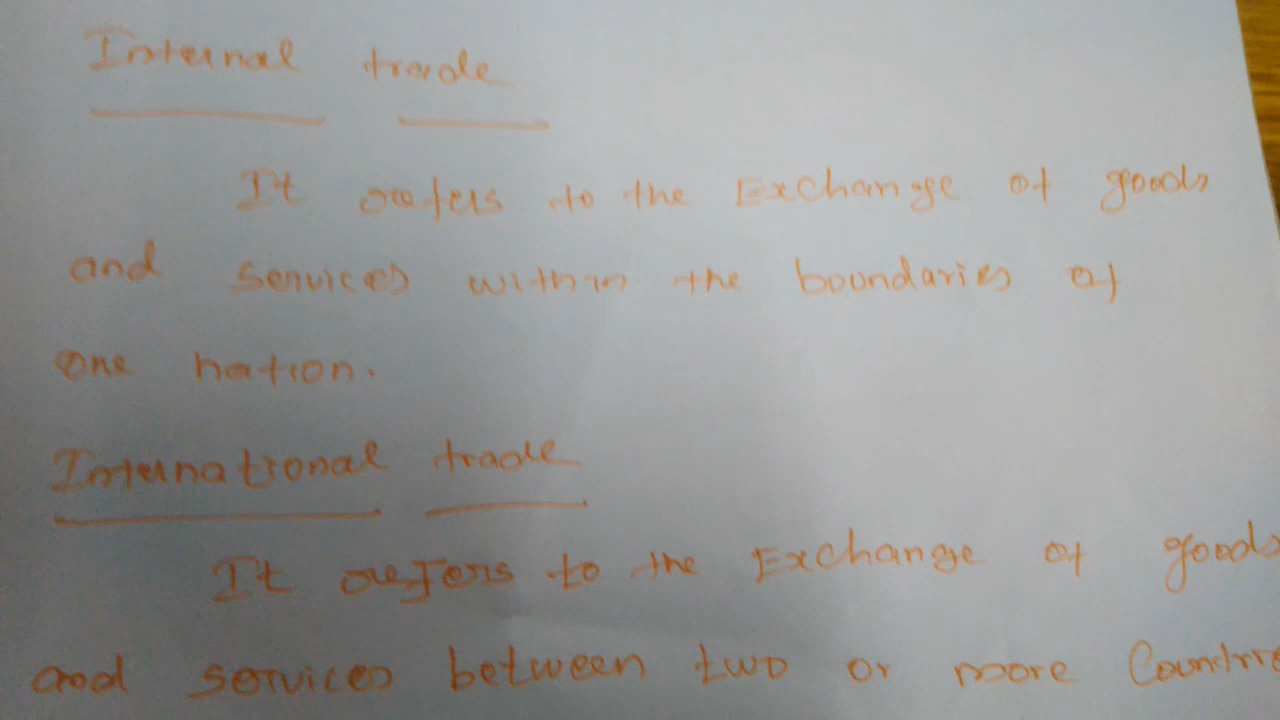 Internal trade
It refers to the Exchange of goods
and services within the boundaries of
one nation.
International trade
It refers to the Exchange of goods
and services between two or more Countrie